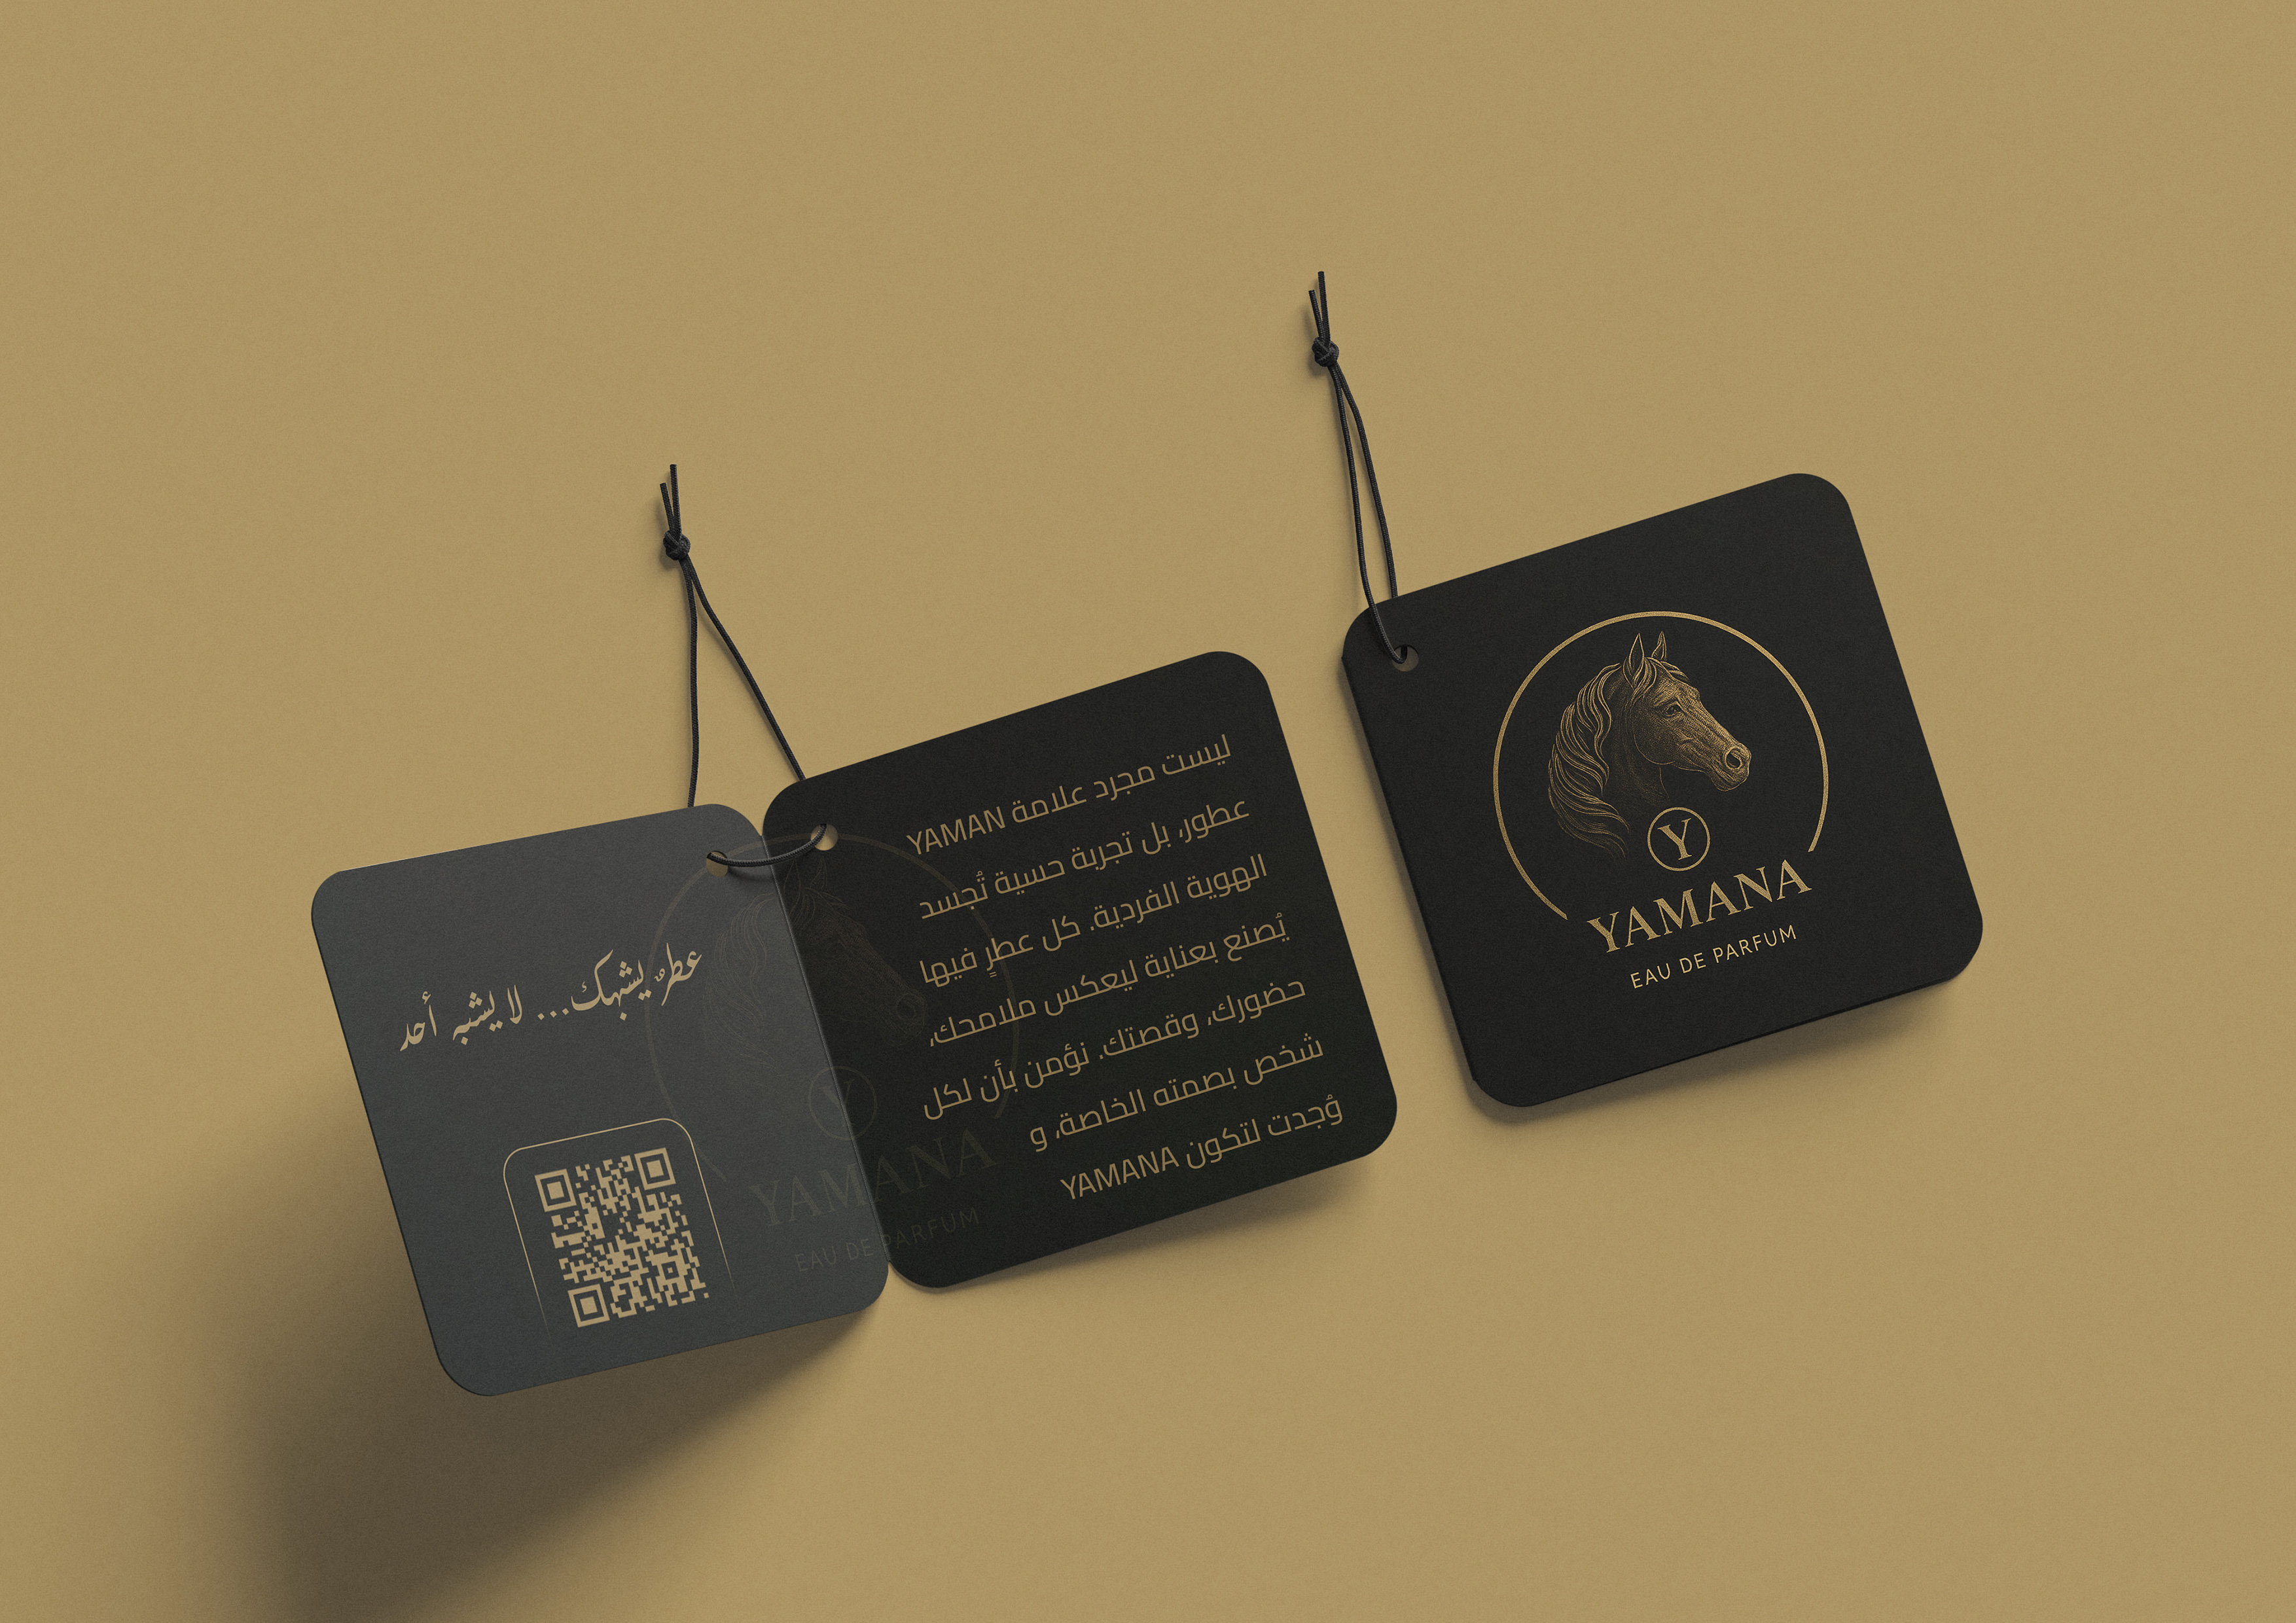 عطرٌ يشبهك... لا يشبه أحد
ليست مجرد علامة YAMAN
عطور، بل تجربة حسية تُجسد
الهوية الفردية. كل عطرٍ فيها
يُصنع بعناية ليعكس ملامحك،
حضورك، وقصتك. نؤمن بأن لكل
شخص بصمته الخاصة، و
وُجدت لتكون YAMANA
Y
YAMANA
EAU DE PARFUM
Y
YAMANA
EAU DE PARFUM